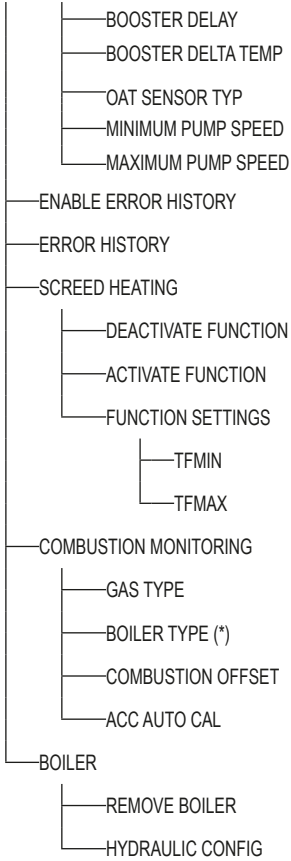 BOOSTER DELAY
BOOSTER DELTA TEMP
OAT SENSOR TYP
MINIMUM PUMP SPEED
MAXIMUM PUMP SPEED
ENABLE ERROR HISTORY
ERROR HISTORY
SCREED HEATING
DEACTIVATE FUNCTION
ACTIVATE FUNCTION
FUNCTION SETTINGS
TFMIN
TFMAX
COMBUSTION MONITORING
GAS TYPE
BOILER TYPE (*)
COMBUSTION OFFSET
ACC AUTO CAL
BOILER
REMOVE BOILER
HYDRAULIC CONFIG